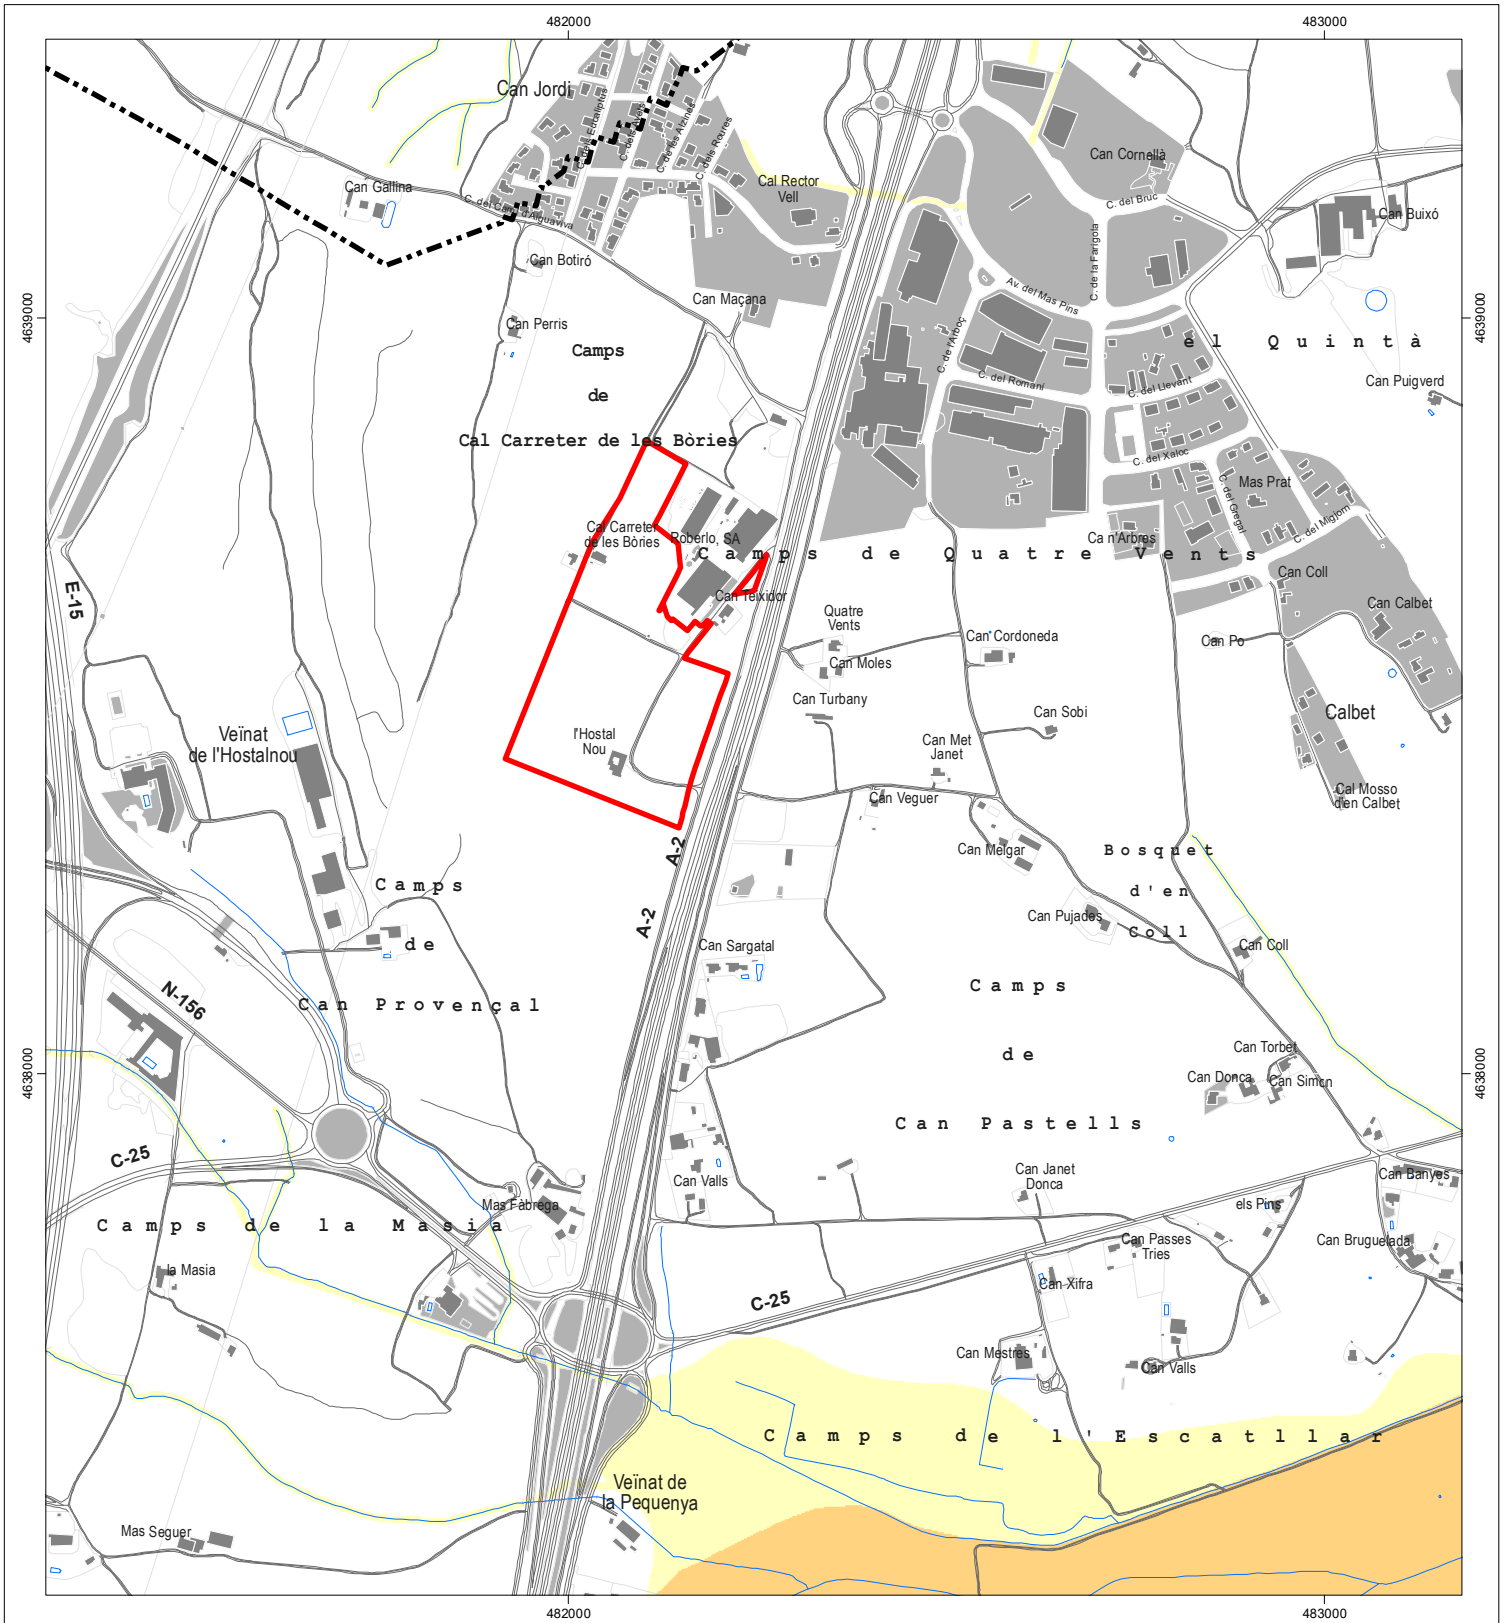 482000
483000
Can Jordi
C. dels Eucaliptus
C. dels Avets
C. de les Alzines
C. dels Roures
Can Gallina
C. del Camí d'Aiguaviva
Cal Rector
Vell
Can Cornellà
C. del Bruc
Can Buixó
Can Botiró
C. de la Farigola
Av. del Mas Pins
Can Maçana
4639000
4639000
Can Perris
Camps
de
Cal Carreter de les Bòries
C. de l'Arboç
C. del Romaní
el Quintà
C. del Llevant
Can Puigverd
C. del Xaloc
Mas Prat
C. del Gregal
C. del Migjorn
Cal Carreter
de les Bòries
Roberlo, SA
Ca n'Arbres
Camps de Quatre Vents
Can Coll
Can Teixidor
E-15
Quatre
Vents
Can Calbet
Can Cordoneda
Can Po
Can Moles
Can Turbany
Can Sobi
Calbet
Veïnat
de l'Hostalnou
l'Hostal
Nou
Can Met
Janet
Can Veguer
Cal Mosso
d'en Calbet
A-2
Can Melgar
Bosquet
d'en
Coll
Camps
de
Can Provençal
A-2
Can Pujades
Can Sargatal
Can Coll
N-156
Camps
de
Can Pastells
Can Torbet
Can Donca
Can Simon
4638000
4638000
C-25
Can Valls
Can Janet
Donca
Can Banyes
Mas Fàbrega
els Pins
Camps de la Masia
Can Passes
Tries
Can Bruguelada
la Masia
Can Xifra
C-25
Can Mestres
Can Valls
Camps de l'Escatllar
Veïnat de
la Pequenya
Mas Seguer
482000
483000